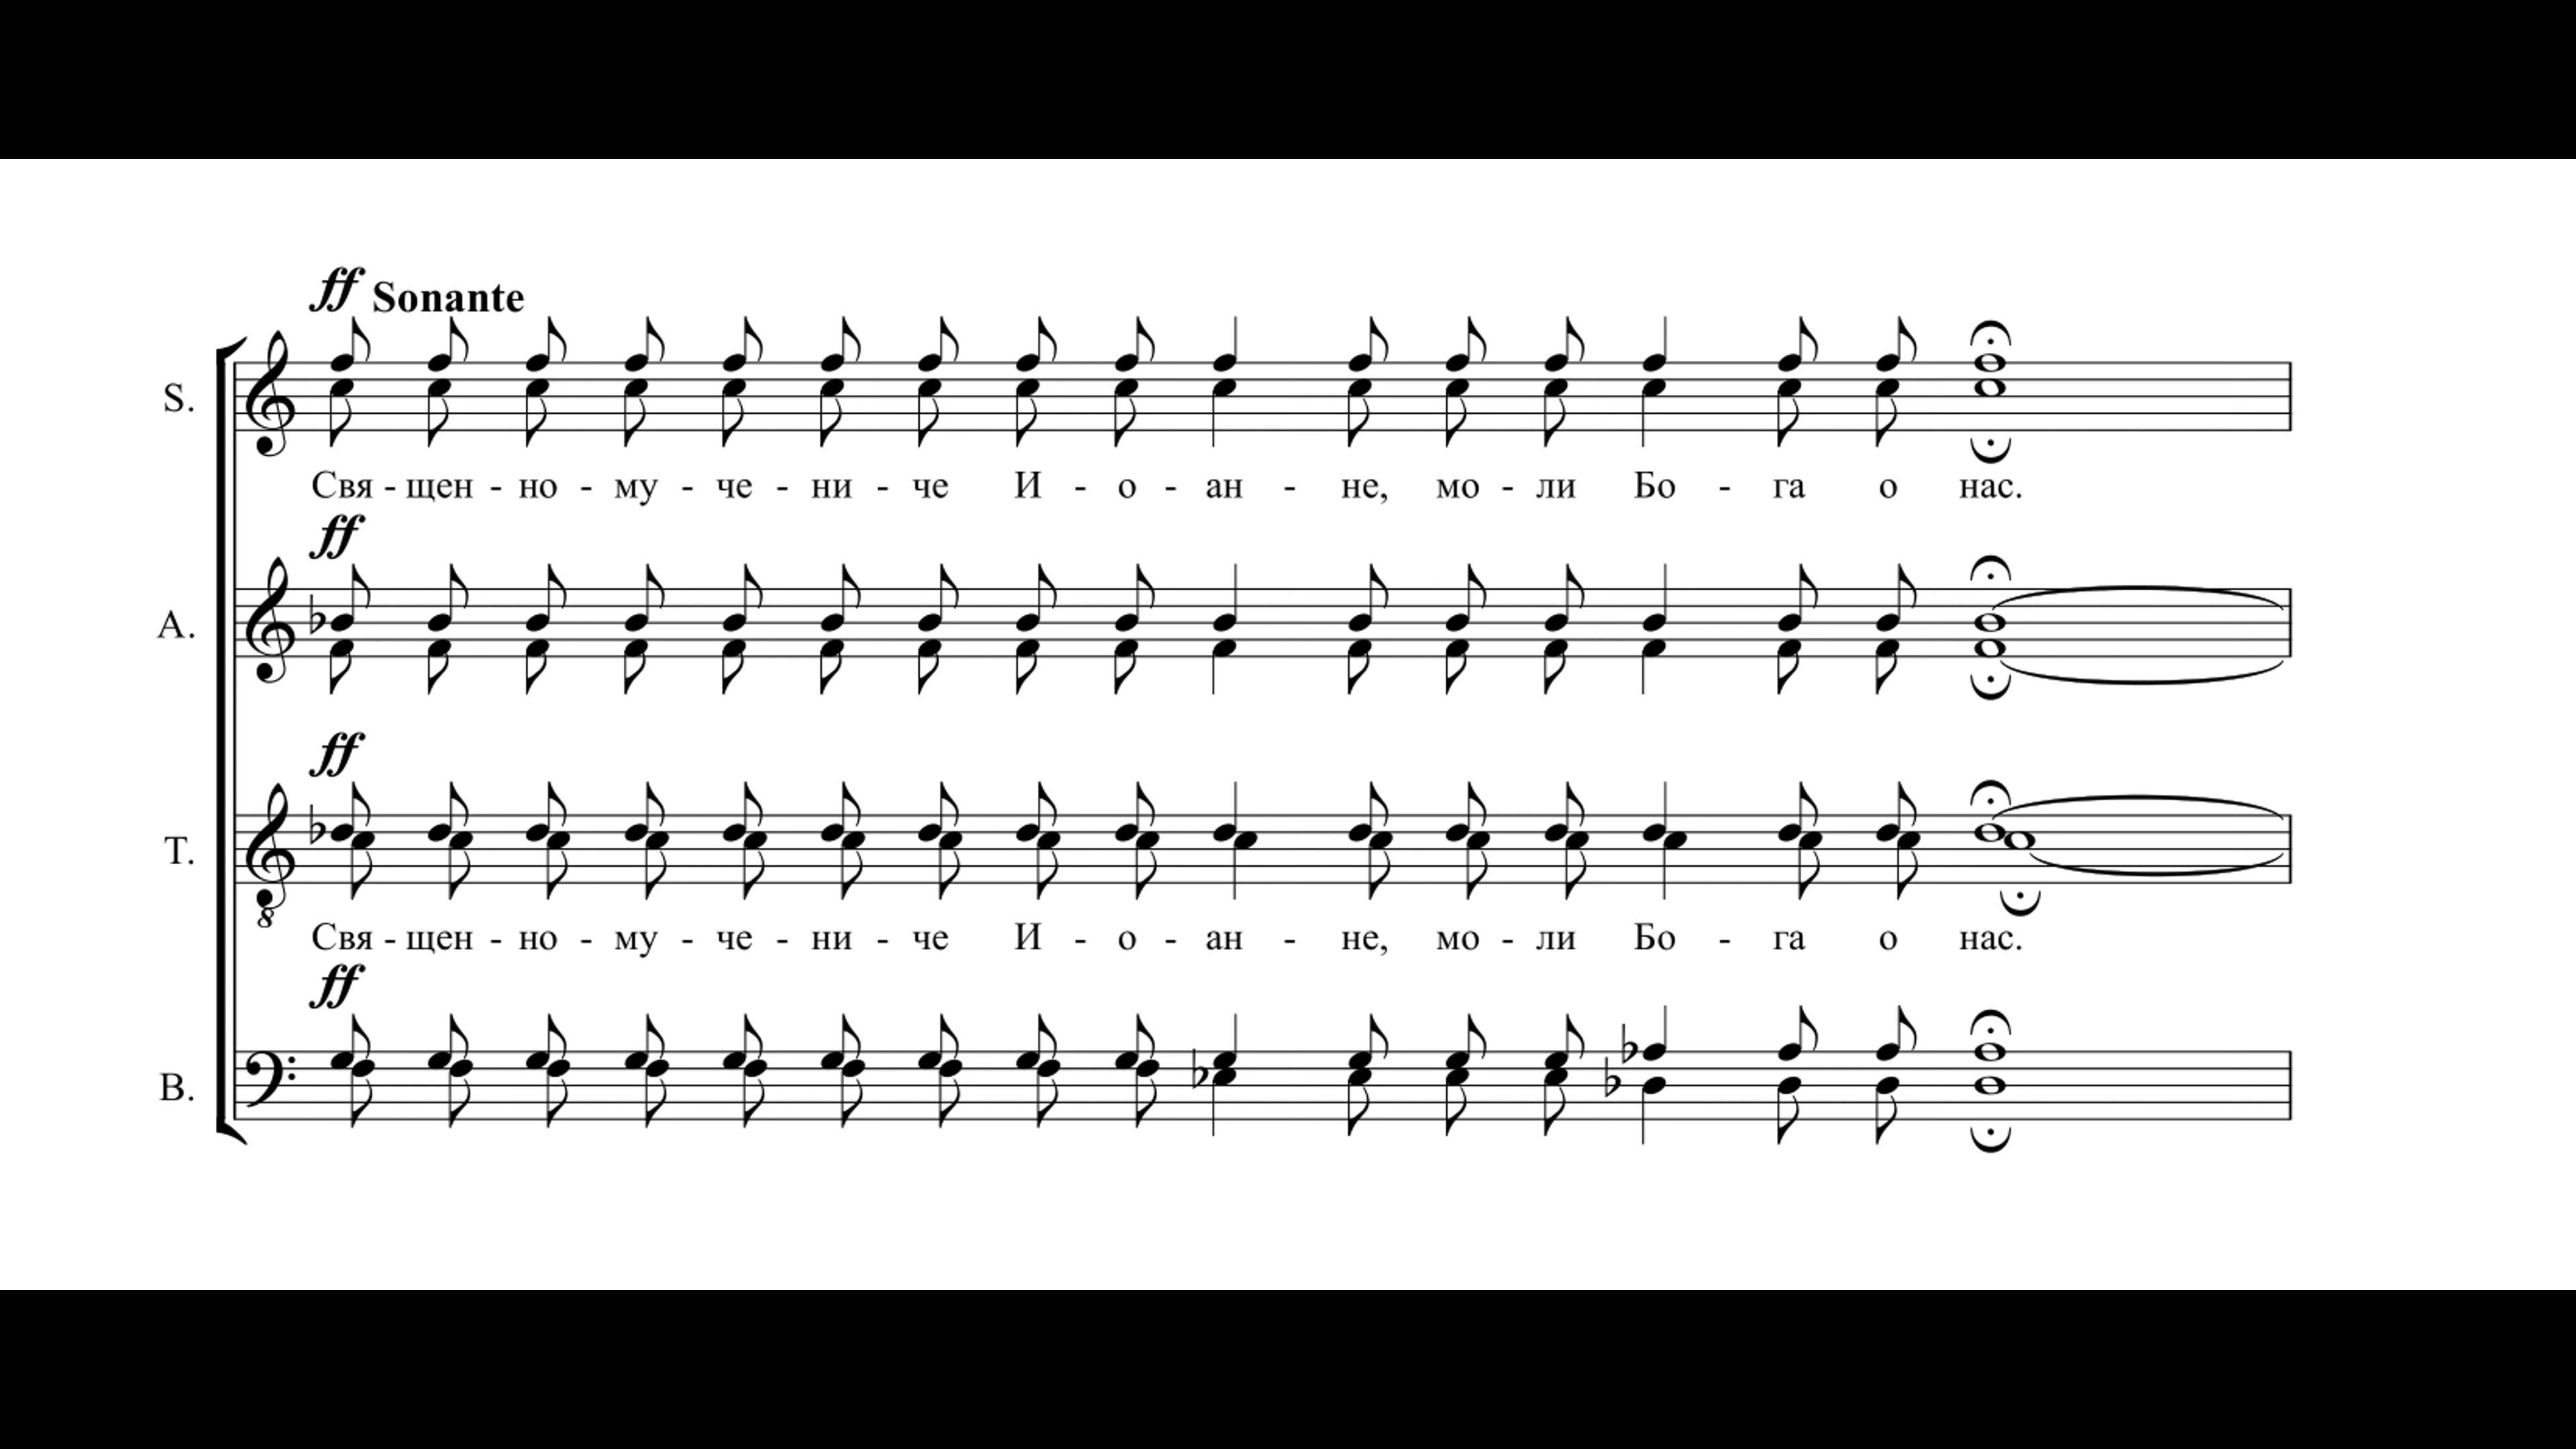 ff Sonante
S.
Свя - щен - но - му - че - ни - че И - о - ан - не, мо - ли Бо - га о нас.
ff
A.
ff
T.
8
Свя - щен - но - му - че - ни - че И - о - ан - не, мо - ли Бо - га о нас.
ff
B.